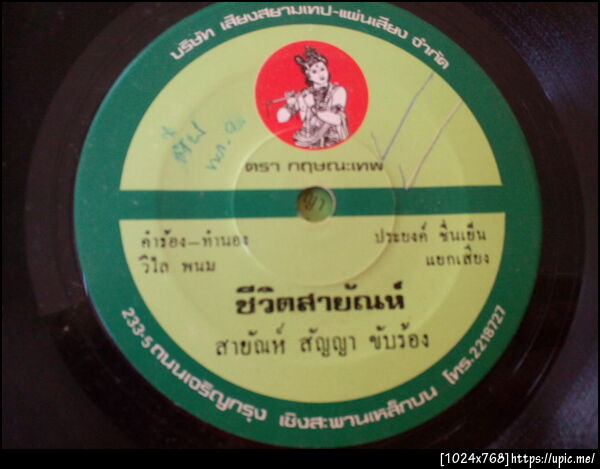 บริษัท เสียงสยามเทป-แผ่นเสียง จำกัด
ตรา กฤษณะเทพ
คำร้อง-ทำนอง
วิไล พนม
ประยงค์ ชื่นเย็น
แยกเสียง
ชีวิตสายัณห์
สายัณห์ สัญญา ขับร้อง
233-5 ถนนเจริญกรุง เชิงสะพานเหล็กบน โทร. 2218727
[1024x768]https://upic.me/